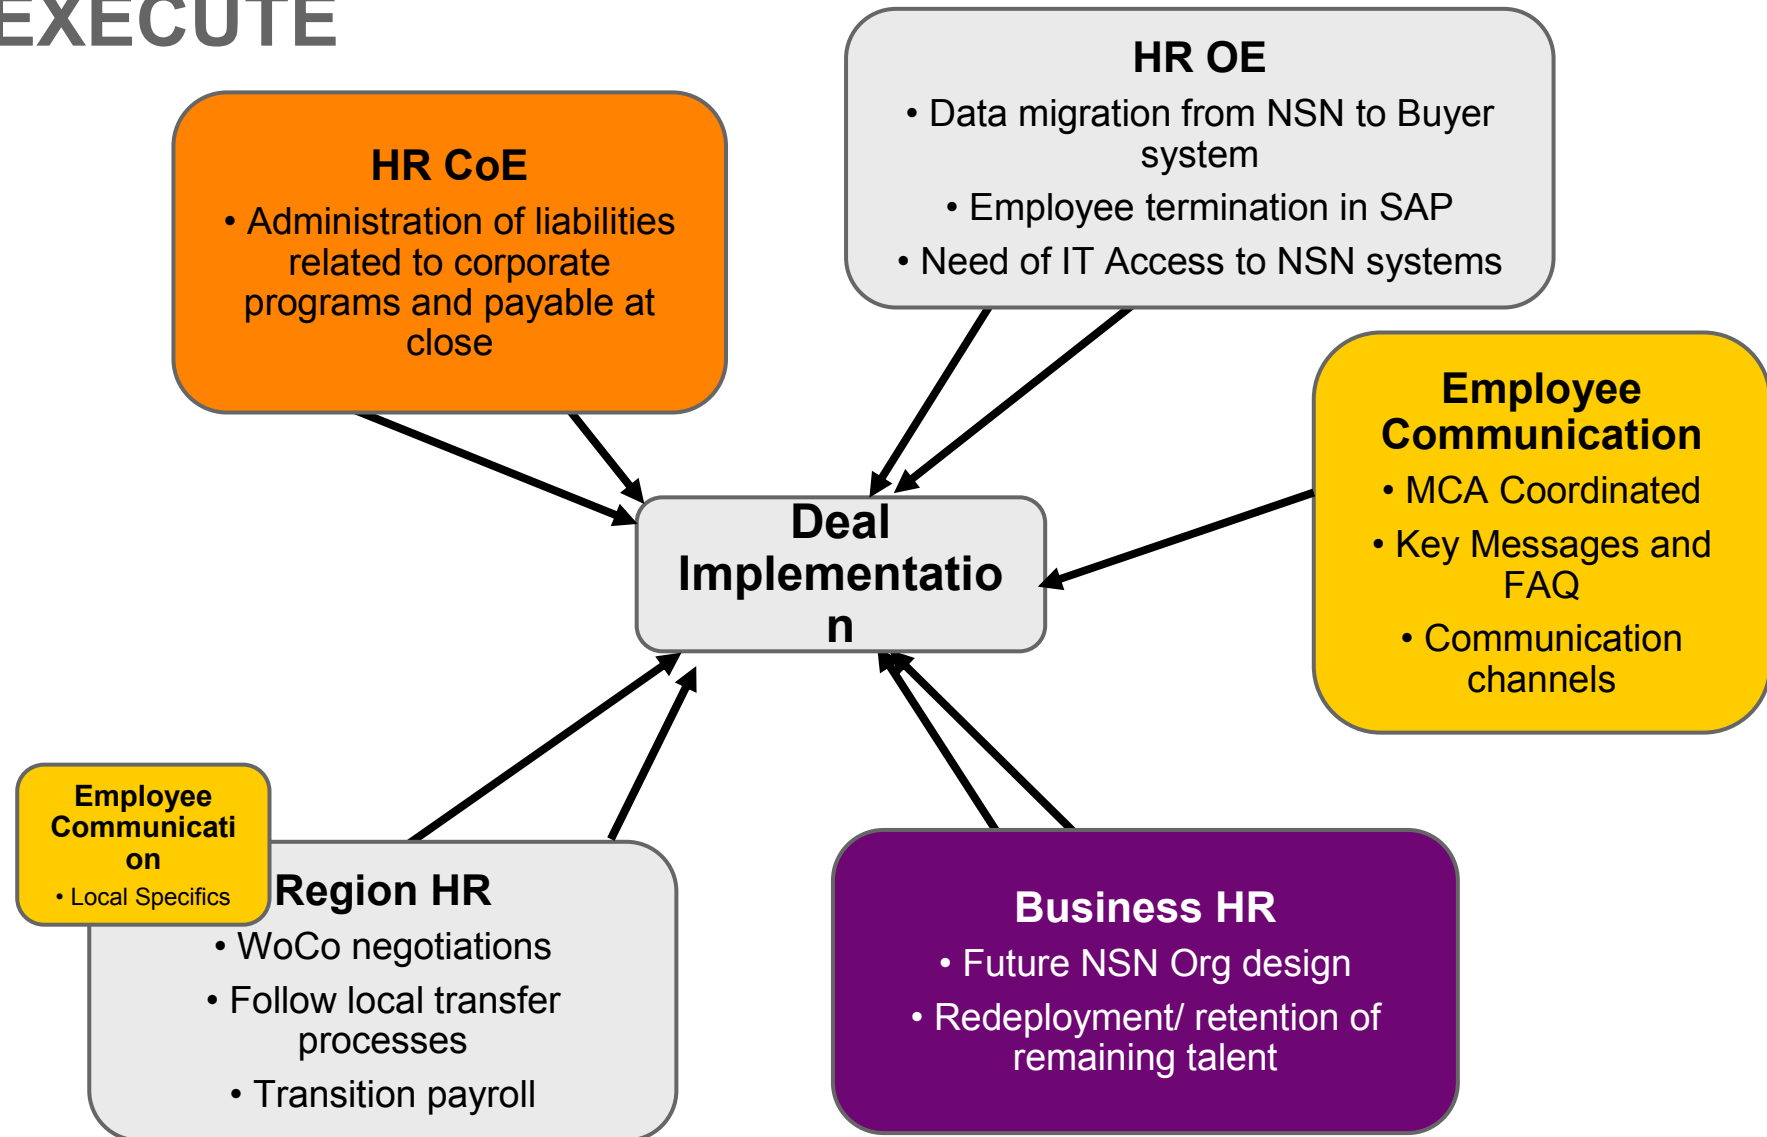 EXECUTE
HR OE
• Data migration from NSN to Buyer
system
• Employee termination in SAP
• Need of IT Access to NSN systems
HR CoE
• Administration of liabilities
related to corporate
programs and payable at
close
Employee
Communication
• MCA Coordinated
• Key Messages and
FAQ
• Communication
channels
Deal
Implementatio
n
Employee
Communicati
on
• Local Specifics
Region HR
• WoCo negotiations
• Follow local transfer
processes
• Transition payroll
Business HR
• Future NSN Org design
• Redeployment/ retention of
remaining talent